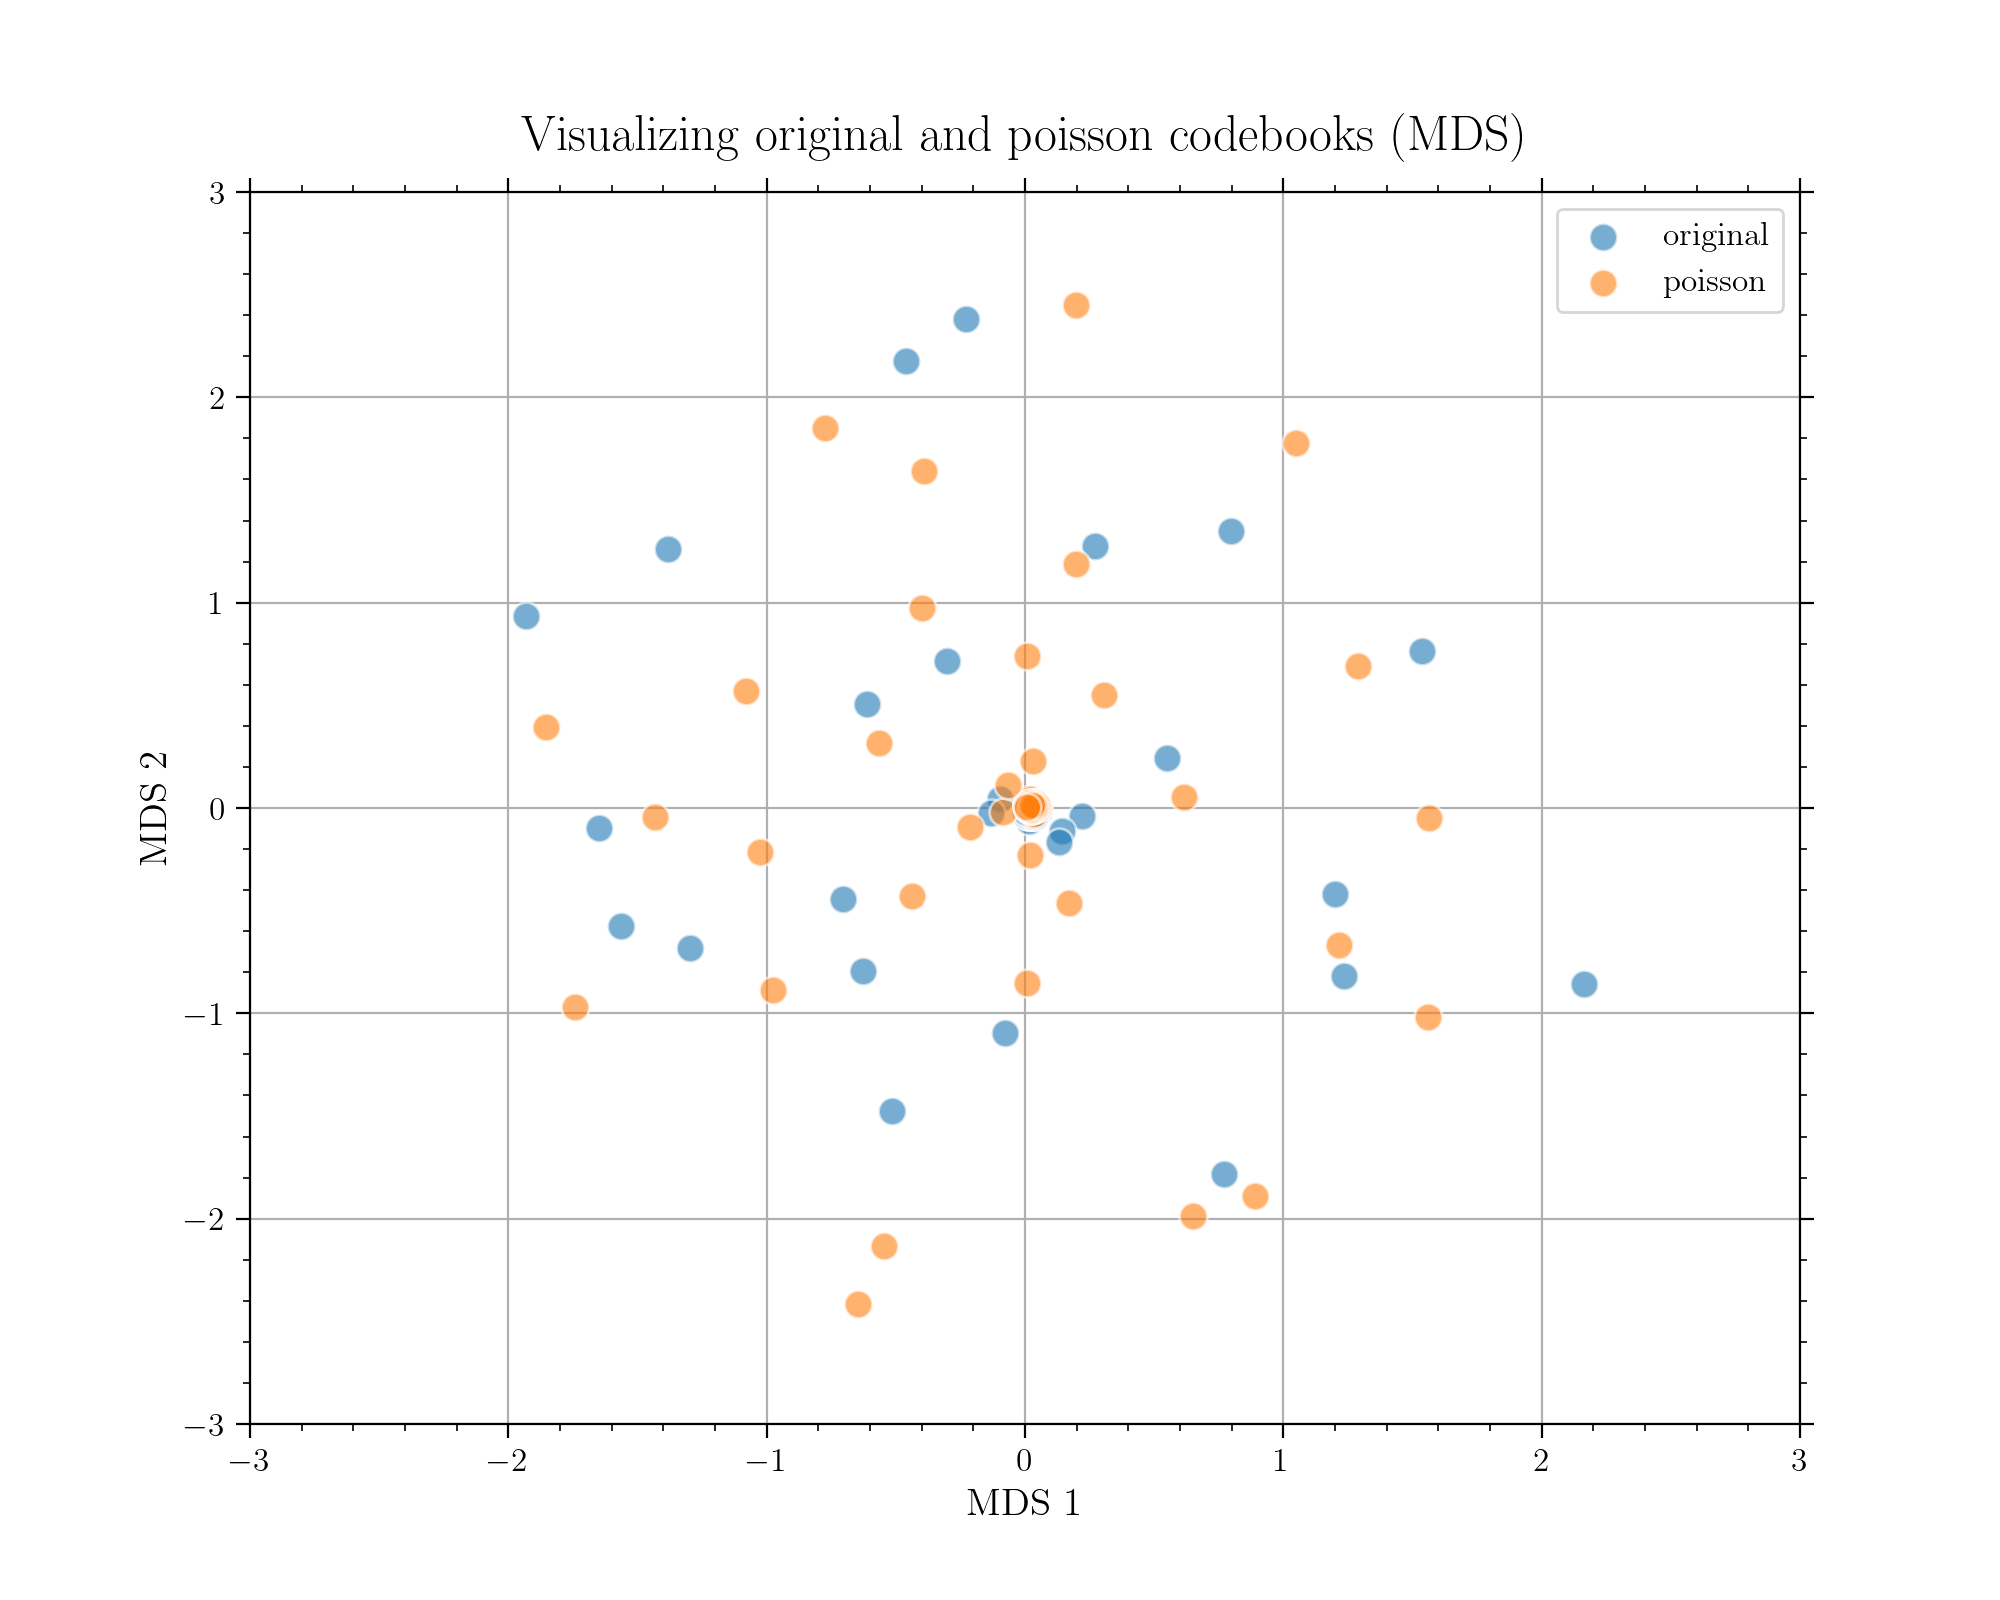 Visualizing original and poisson codebooks (MDS)
original
poisson
3
2
1
0
−1
−2
−3
MDS 2
−3
−2
−1
0
1
2
3
MDS 1